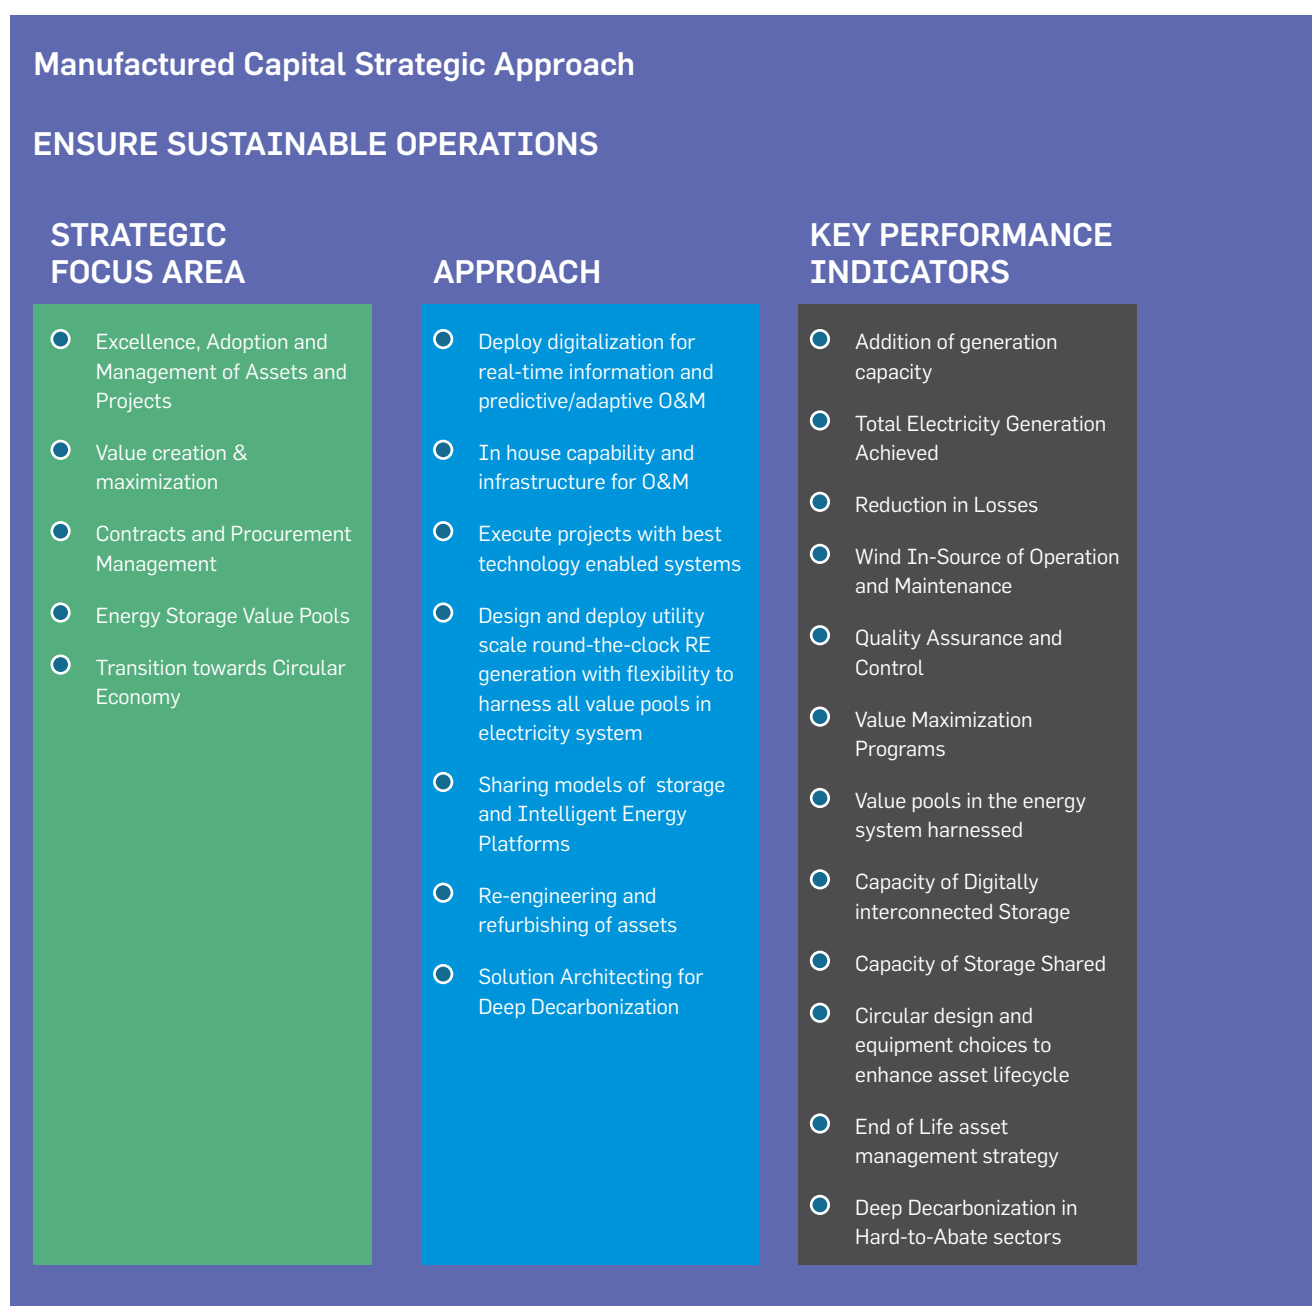 Manufactured Capital Strategic Approach
ENSURE SUSTAINABLE OPERATIONS
STRATEGIC
FOCUS AREA
Excellence, Adoption and
Management of Assets and
Projects
Value creation &
maximization
Contracts and Procurement
Management
Energy Storage Value Pools
Transition towards Circular
Economy
APPROACH
Deploy digitalization for
real-time information and
predictive/adaptive O&M
In house capability and
infrastructure for O&M
Execute projects with best
technology enabled systems
Design and deploy utility
scale round-the-clock RE
generation with flexibility to
harness all value pools in
electricity system
Sharing models of storage
and Intelligent Energy
Platforms
Re-engineering and
refurbishing of assets
Solution Architecting for
Deep Decarbonization
KEY PERFORMANCE
INDICATORS
Addition of generation
capacity
Total Electricity Generation
Achieved
Reduction in Losses
Wind In-Source of Operation
and Maintenance
Quality Assurance and
Control
Value Maximization
Programs
Value pools in the energy
system harnessed
Capacity of Digitally
interconnected Storage
Capacity of Storage Shared
Circular design and
equipment choices to
enhance asset lifecycle
End of Life asset
management strategy
Deep Decarbonization in
Hard-to-Abate sectors